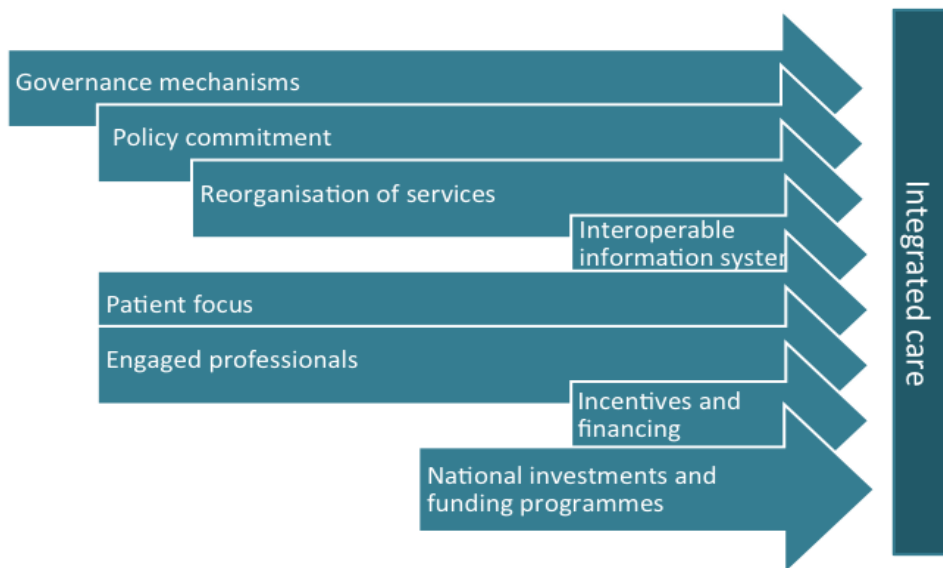 Governance mechanisms
Policy commitment
Reorganisation of services
Interoperable
information system
Patient focus
Engaged professionals
Incentives and
financing
National investments and
funding programmes
Integrated care